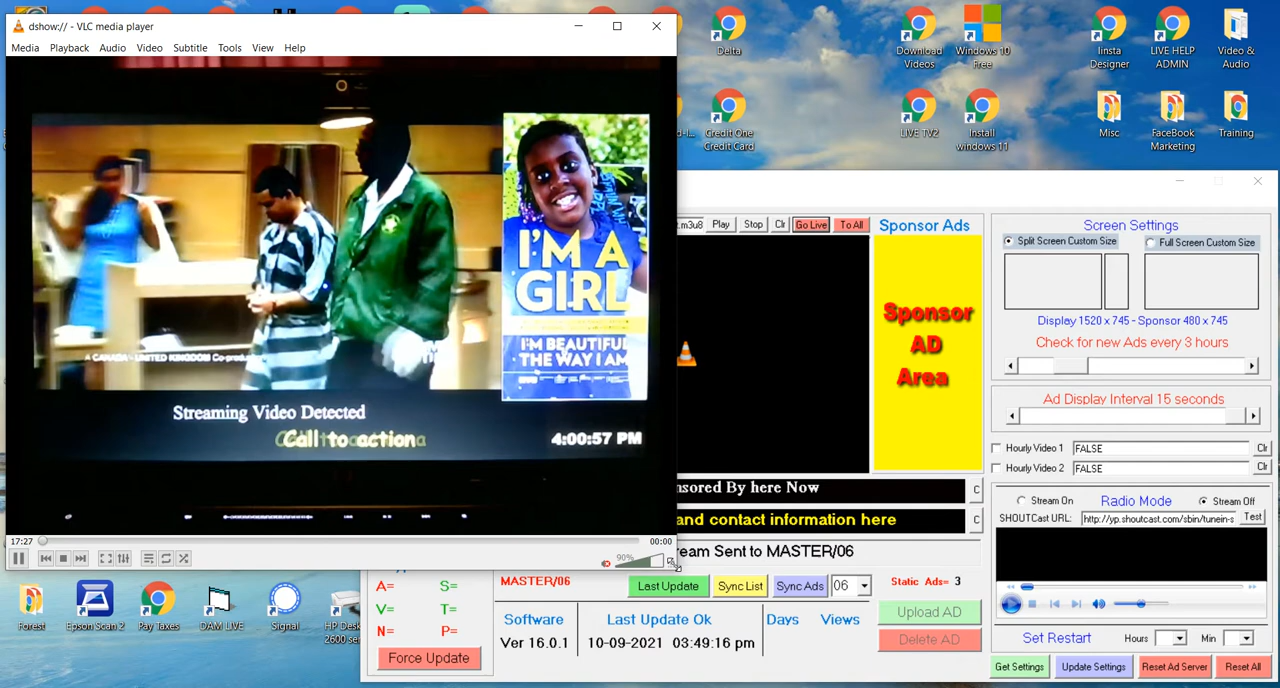 dshow:// - VLC media player
Media Playback Audio Video Subtitle Tools View Help
Delta
Download Videos
Windows 10 Free
Iinsta Designer
LIVE HELP ADMIN
Video & Audio
Credit One Credit Card
LIVE TV2
Install windows 11
Misc
FaceBook Marketing
Training
I'M A
GIRL
I'M BEAUTIFUL
THE WAY I AM
A CANADA - UNITED KINGDOM Co-produ
Streaming Video Detected
Call to action
4:00:57 PM
17:27
00:00
90%
.m3u8 Play Stop Clr Go Live To All
Sponsor Ads
Sponsor
AD
Area
nsored By here Now
C
and contact information here
C
ream Sent to MASTER/06
Screen Settings
Split Screen Custom Size
Full Screen Custom Size
Display 1520 x 745 - Sponsor 480 x 745
Check for new Ads every 3 hours
Ad Display Interval 15 seconds
Hourly Video 1 FALSE Clr
Hourly Video 2 FALSE Clr
Stream On Radio Mode Stream Off
SHOUTCast URL: http://yp.shoutcast.com/sbin/tunein-s Test
Set Restart Hours Min
Get Settings Update Settings Reset Ad Server Reset All
A= S=
V= T=
N= P=
Force Update
MASTER/06 Last Update Sync List Sync Ads 06 Static Ads= 3
Software Last Update Ok Days Views
Ver 16.0.1 10-09-2021 03:49:16 pm
Upload AD
Delete AD
Forest
Epson Scan 2
Pay Taxes
DAM LIVE
Signal
HP Desk
2600 ser